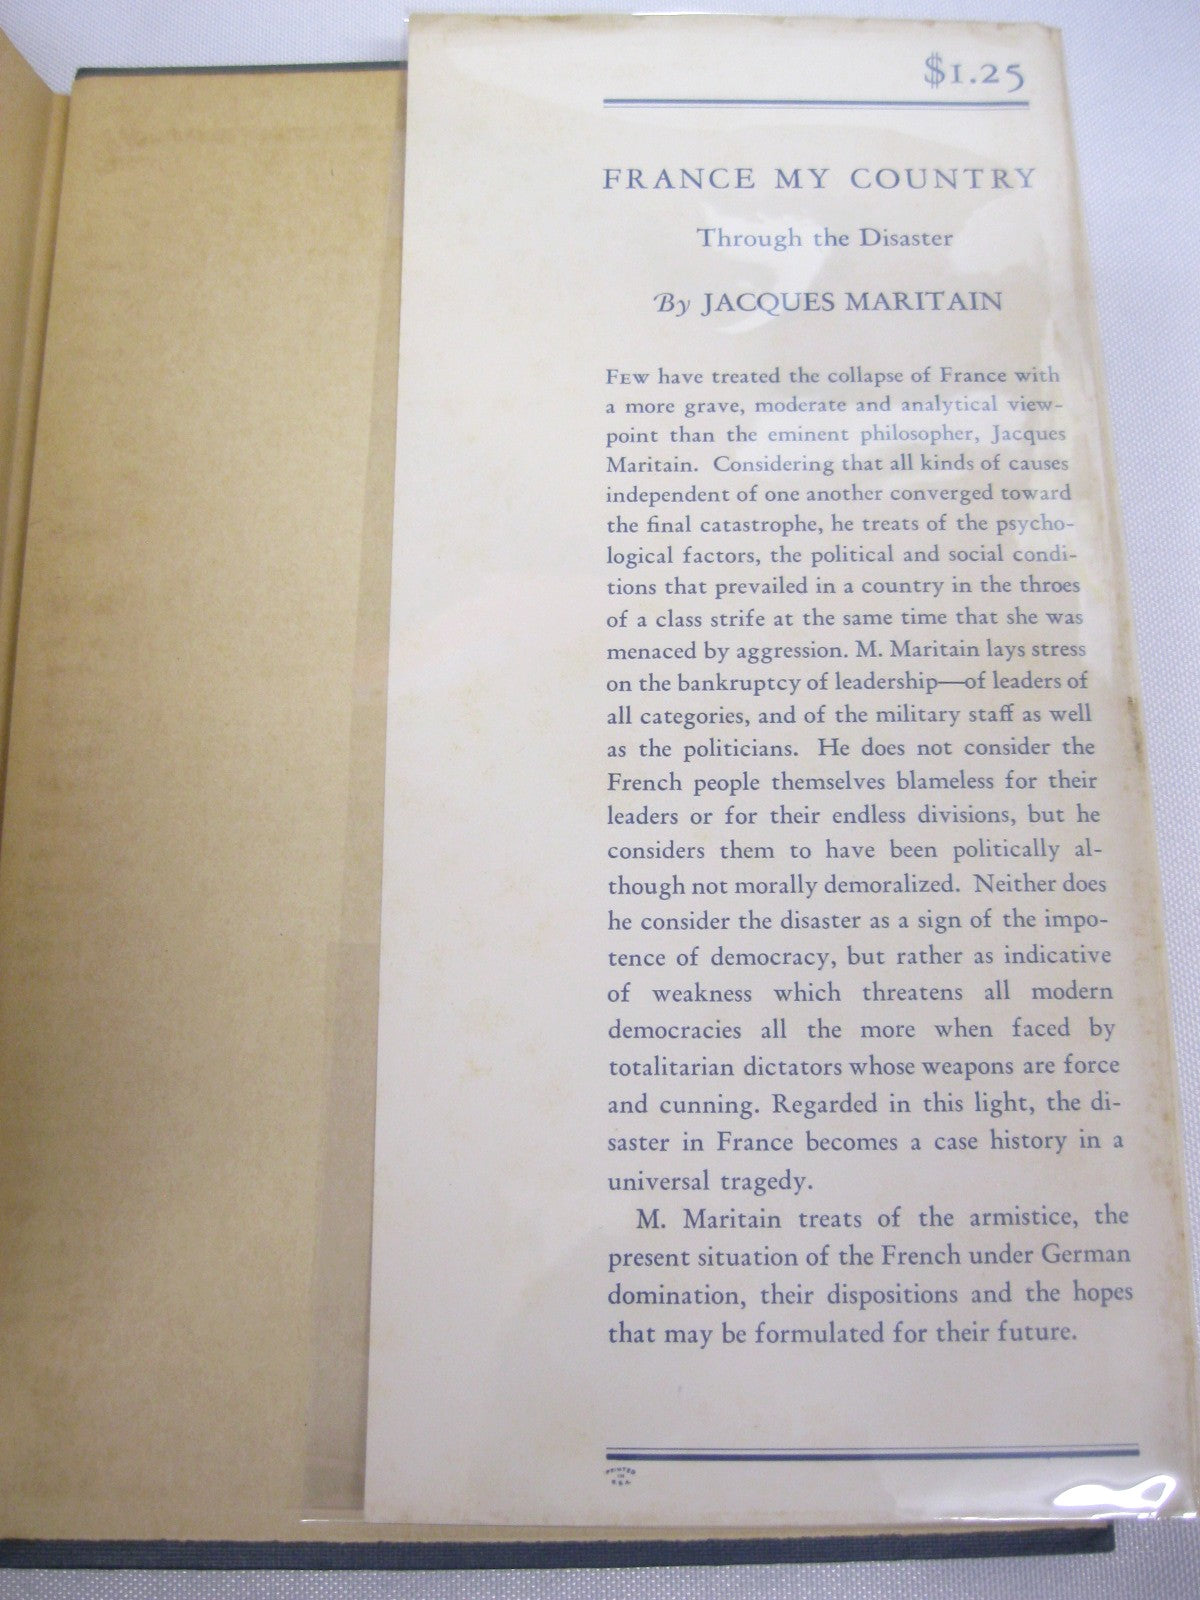 $1.25
FRANCE MY COUNTRY
Through the Disaster
By JACQUES MARITAIN
FEW have treated the collapse of France with
a more grave, moderate and analytical view-
point than the eminent philosopher, Jacques
Maritain. Considering that all kinds of causes
independent of one another converged toward
the final catastrophe, he treats of the psycho-
logical factors, the political and social condi-
tions that prevailed in a country in the throes
of a class strife at the same time that she was
menaced by aggression. M. Maritain lays stress
on the bankruptcy of leadership—of leaders of
all categories, and of the military staff as well
as the politicians. He does not consider the
French people themselves blameless for their
leaders or for their endless divisions, but he
considers them to have been politically al-
though not morally demoralized. Neither does
he consider the disaster as a sign of the impo-
tence of democracy, but rather as indicative
of weakness which threatens all modern
democracies all the more when faced by
totalitarian dictators whose weapons are force
and cunning. Regarded in this light, the di-
saster in France becomes a case history in a
universal tragedy.
M. Maritain treats of the armistice, the
present situation of the French under German
domination, their dispositions and the hopes
that may be formulated for their future.
PRINTED
IN
U.S.A.